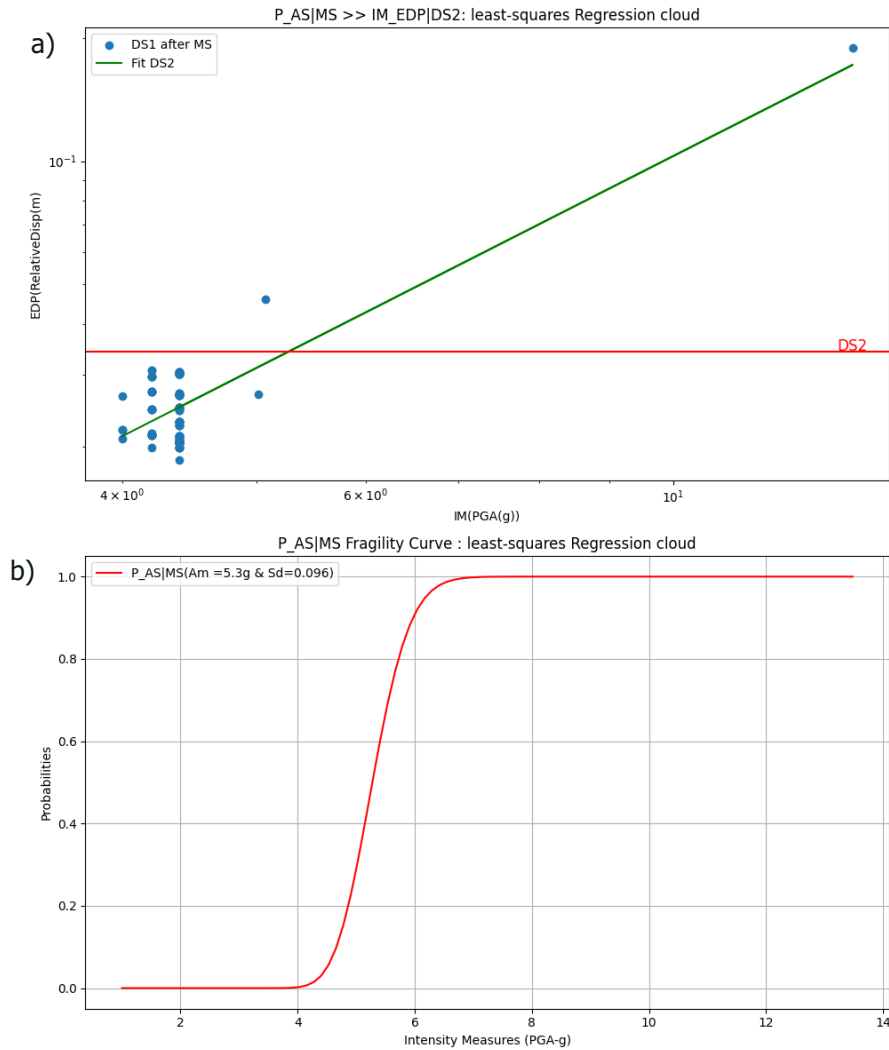 P_AS|MS >> IM_EDP|DS2: least-squares Regression cloud
a)
DS1 after MS
Fit DS2
EDP(RelativeDisp(m)
10⁻¹
DS2
4 × 10⁰
6 × 10⁰
10¹
IM(PGA(g))
P_AS|MS Fragility Curve : least-squares Regression cloud
b)
P_AS|MS(Am =5.3g & Sd=0.096)
Probabilities
1.0
0.8
0.6
0.4
0.2
0.0
2
4
6
8
10
12
14
Intensity Measures (PGA-g)